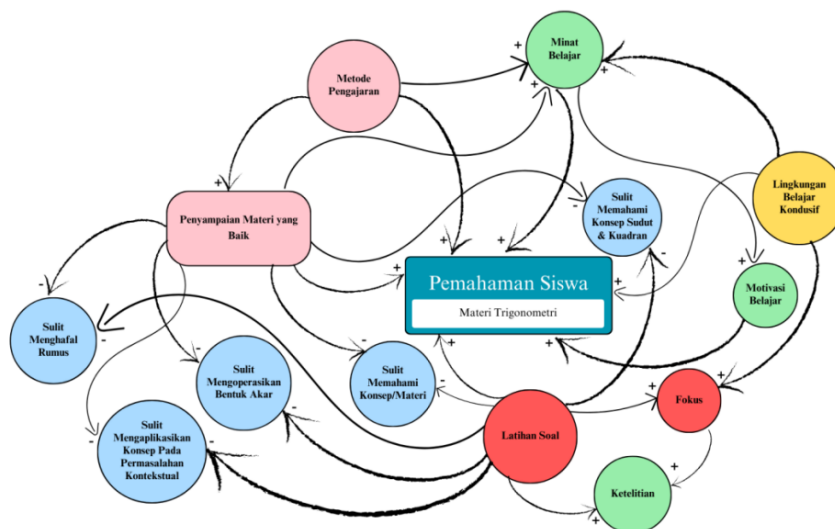 Minat
Belajar
Metode
Pengajaran
Lingkungan
Belajar
Kondusif
Penyampaian Materi yang
Baik
Sulit
Memahami
Konsep Sudut
& Kuadran
Pemahaman Siswa
Materi Trigonometri
Motivasi
Belajar
Sulit
Menghafal
Rumus
Sulit
Mengoperasikan
Bentuk Akar
Sulit
Memahami
Konsep/Materi
Fokus
Latihan Soal
Sulit
Mengaplikasikan
Konsep Pada
Permasalahan
Kontekstual
Ketelitian